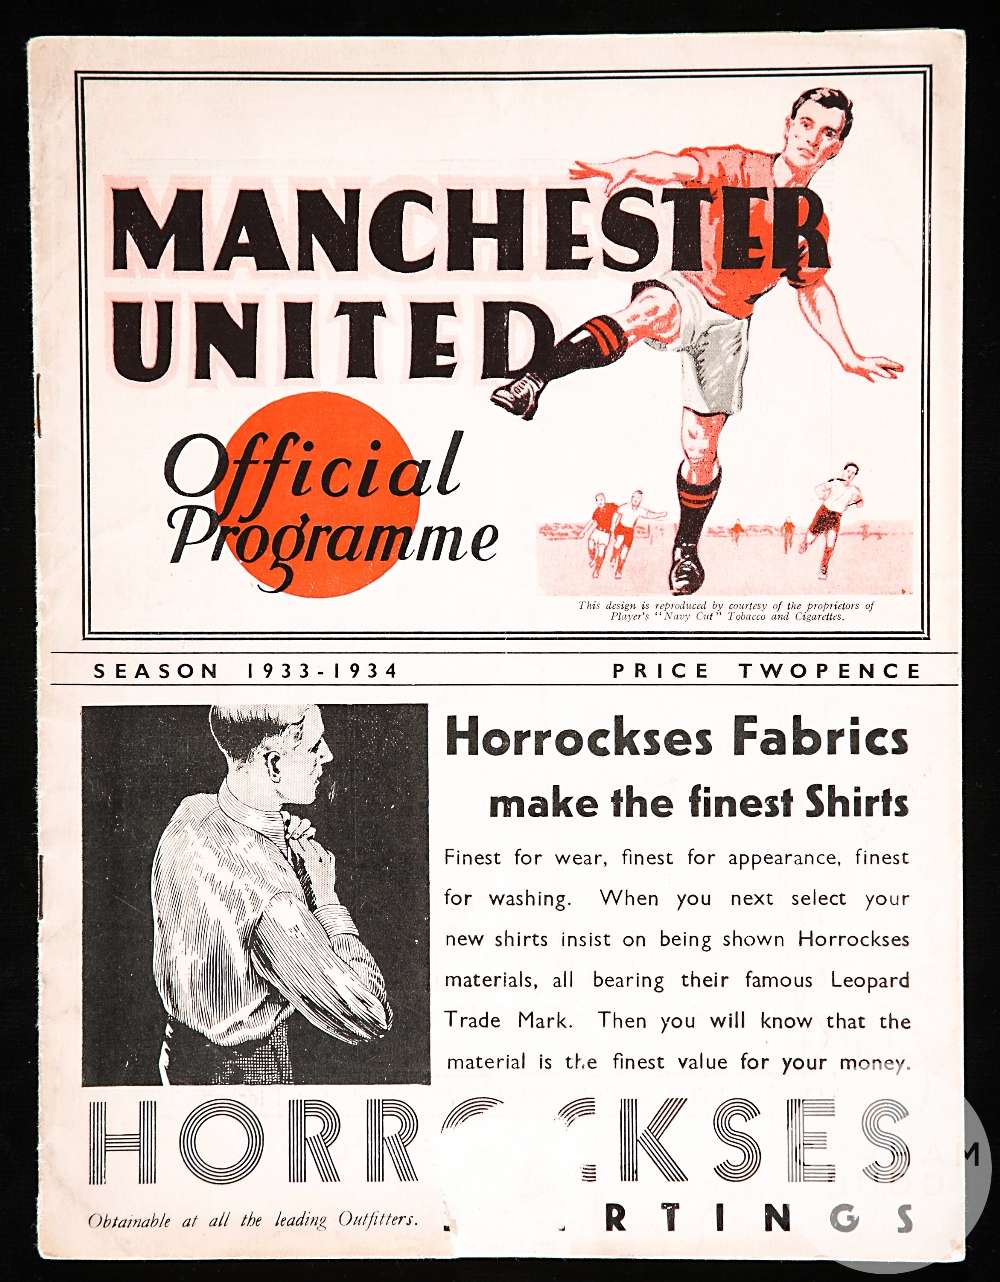 MANCHESTER
UNITED
Official
Programme
This design is reproduced by courtesy of the proprietors of
Player's "Navy Cut" Tobacco and Cigarettes.
SEASON 1933-1934 PRICE TWOPENCE
Horrockses Fabrics
make the finest Shirts
Finest for wear, finest for appearance, finest
for washing. When you next select your
new shirts insist on being shown Horrockses
materials, all bearing their famous Leopard
Trade Mark. Then you will know that the
material is the finest value for your money.
HORROCKSES
Obtainable at all the leading Outfitters. RTINGS